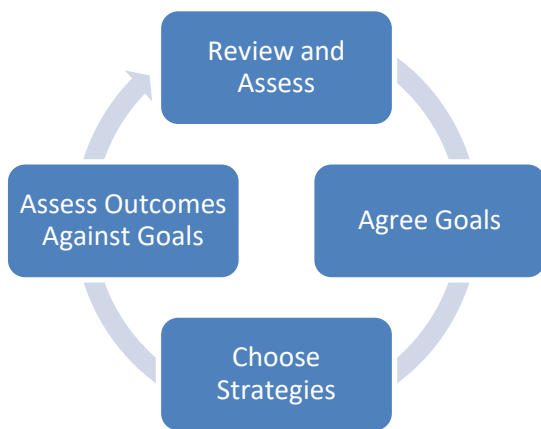 Review and
Assess
Agree Goals
Choose
Strategies
Assess Outcomes
Against Goals